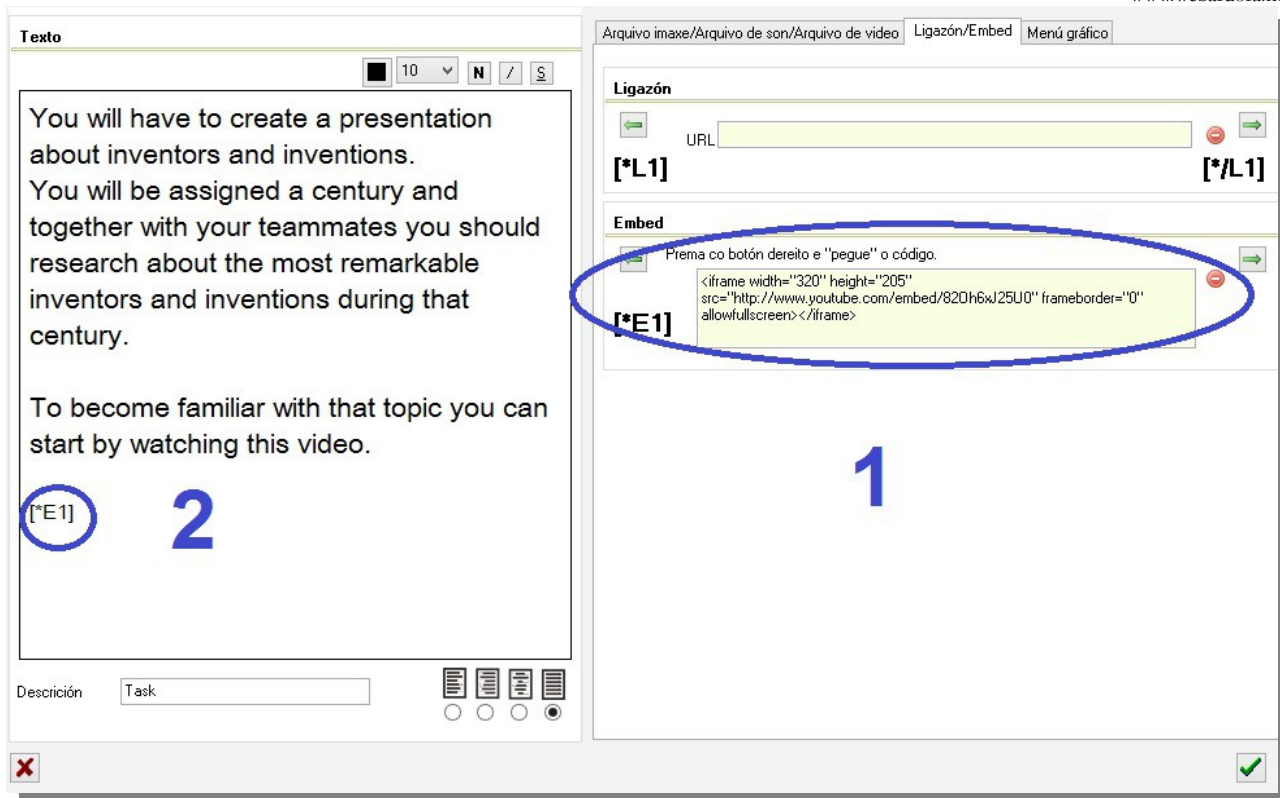 Texto
10
N / S
You will have to create a presentation
about inventors and inventions.
You will be assigned a century and
together with your teammates you should
research about the most remarkable
inventors and inventions during that
century.
To become familiar with that topic you can
start by watching this video.
[*E1]
2
Descrición Task
Arquivo imaxe/Arquivo de son/Arquivo de video Ligazón/Embed Menú gráfico
Ligazón
URL
[*L1] [*/L1]
Embed
Prema co botón dereito e "pegue" o código.
<iframe width="320" height="205"
src="http://www.youtube.com/embed/82Oh6xJ25U0" frameborder="0"
allowfullscreen></iframe>
[*E1]
1